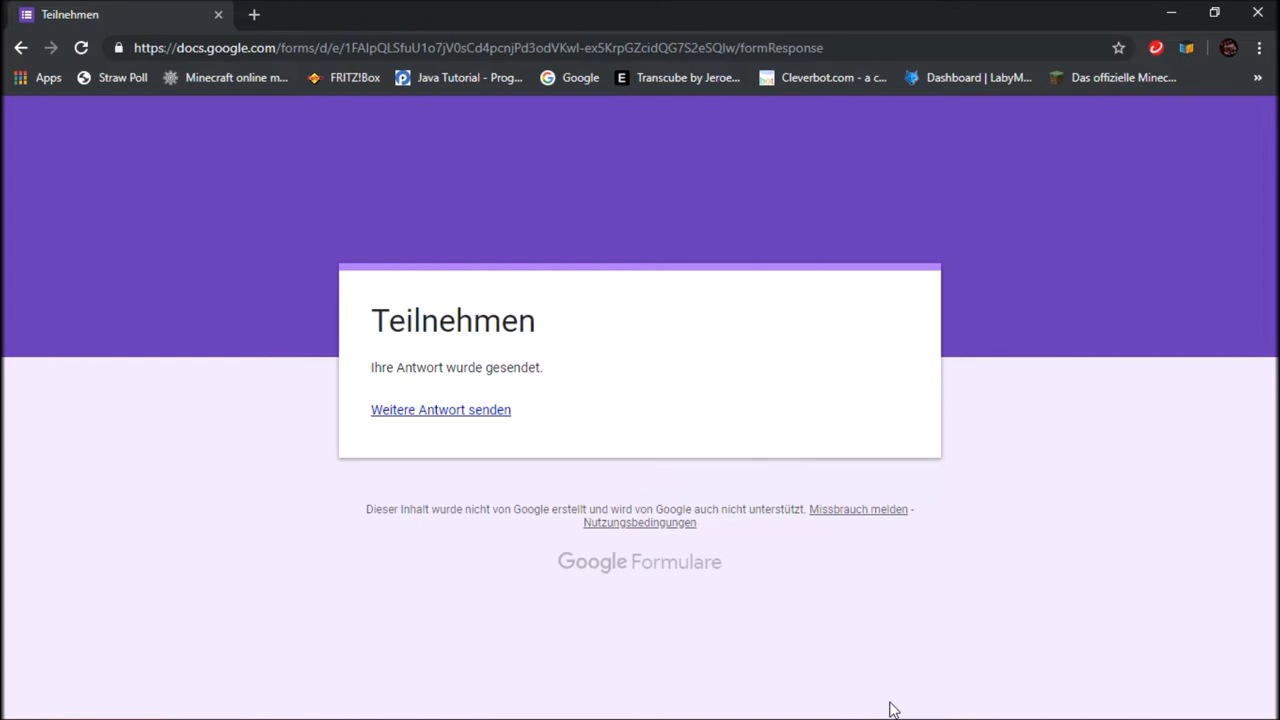 Teilnehmen
https://docs.google.com/forms/d/e/1FAIpQLSfuU1o7jV0sCd4pcnjPd3odVKwI-ex5KrpGZcidQG7S2eSQlw/formResponse
Apps Straw Poll Minecraft online m... FRITZ!Box Java Tutorial - Prog... Google Transcube by Jeroe... Cleverbot.com - a c... Dashboard | LabyM... Das offizielle Minec... »
Teilnehmen
Ihre Antwort wurde gesendet.
Weitere Antwort senden
Dieser Inhalt wurde nicht von Google erstellt und wird von Google auch nicht unterstützt. Missbrauch melden -
Nutzungsbedingungen
Google Formulare